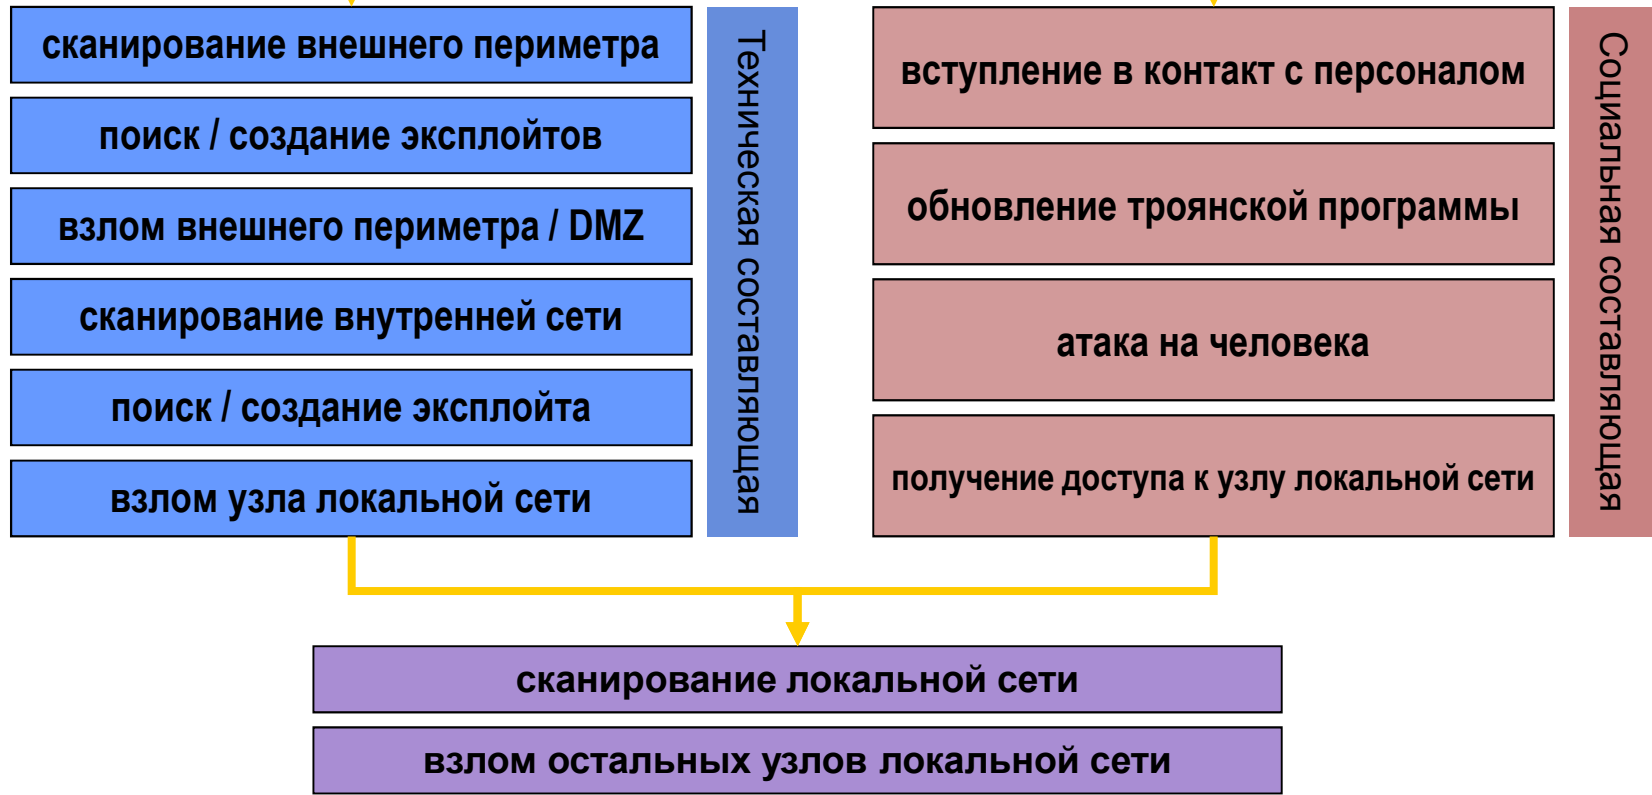 сканирование внешнего периметра
поиск / создание эксплойтов
взлом внешнего периметра / DMZ
сканирование внутренней сети
поиск / создание эксплойта
взлом узла локальной сети
Техническая составляющая
вступление в контакт с персоналом
обновление троянской программы
атака на человека
получение доступа к узлу локальной сети
Социальная составляющая
сканирование локальной сети
взлом остальных узлов локальной сети